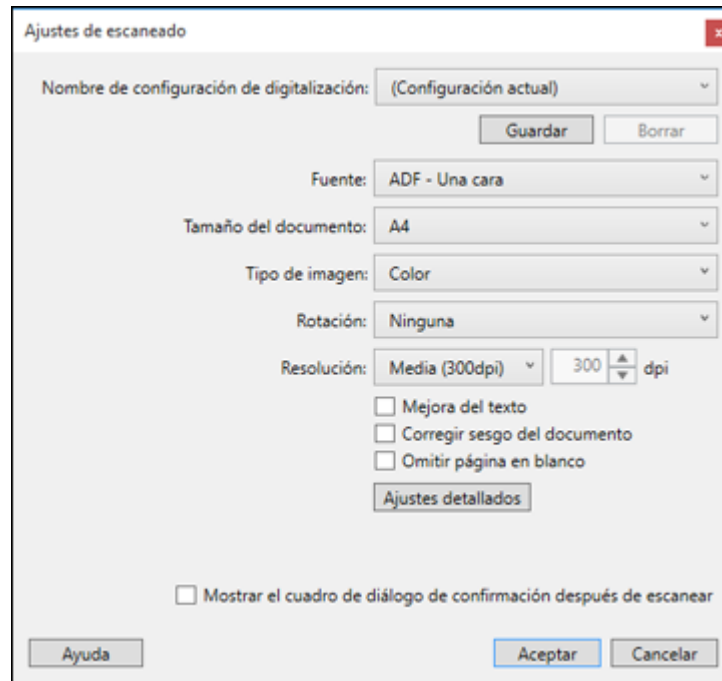 Ajustes de escaneado
x
Nombre de configuración de digitalización: (Configuración actual)
Guardar Borrar
Fuente: ADF - Una cara
Tamaño del documento: A4
Tipo de imagen: Color
Rotación: Ninguna
Resolución: Media (300dpi) 300 dpi
Mejora del texto
Corregir sesgo del documento
Omitir página en blanco
Ajustes detallados
Mostrar el cuadro de diálogo de confirmación después de escanear
Ayuda Aceptar Cancelar